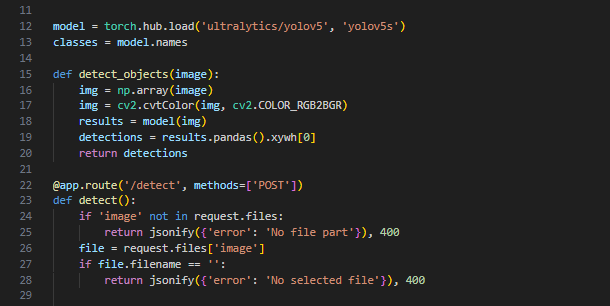 11
12 model = torch.hub.load('ultralytics/yolov5', 'yolov5s')
13 classes = model.names
14
15 def detect_objects(image):
16     img = np.array(image)
17     img = cv2.cvtColor(img, cv2.COLOR_RGB2BGR)
18     results = model(img)
19     detections = results.pandas().xywh[0]
20     return detections
21
22 @app.route('/detect', methods=['POST'])
23 def detect():
24     if 'image' not in request.files:
25         return jsonify({'error': 'No file part'}), 400
26     file = request.files['image']
27     if file.filename == '':
28         return jsonify({'error': 'No selected file'}), 400
29